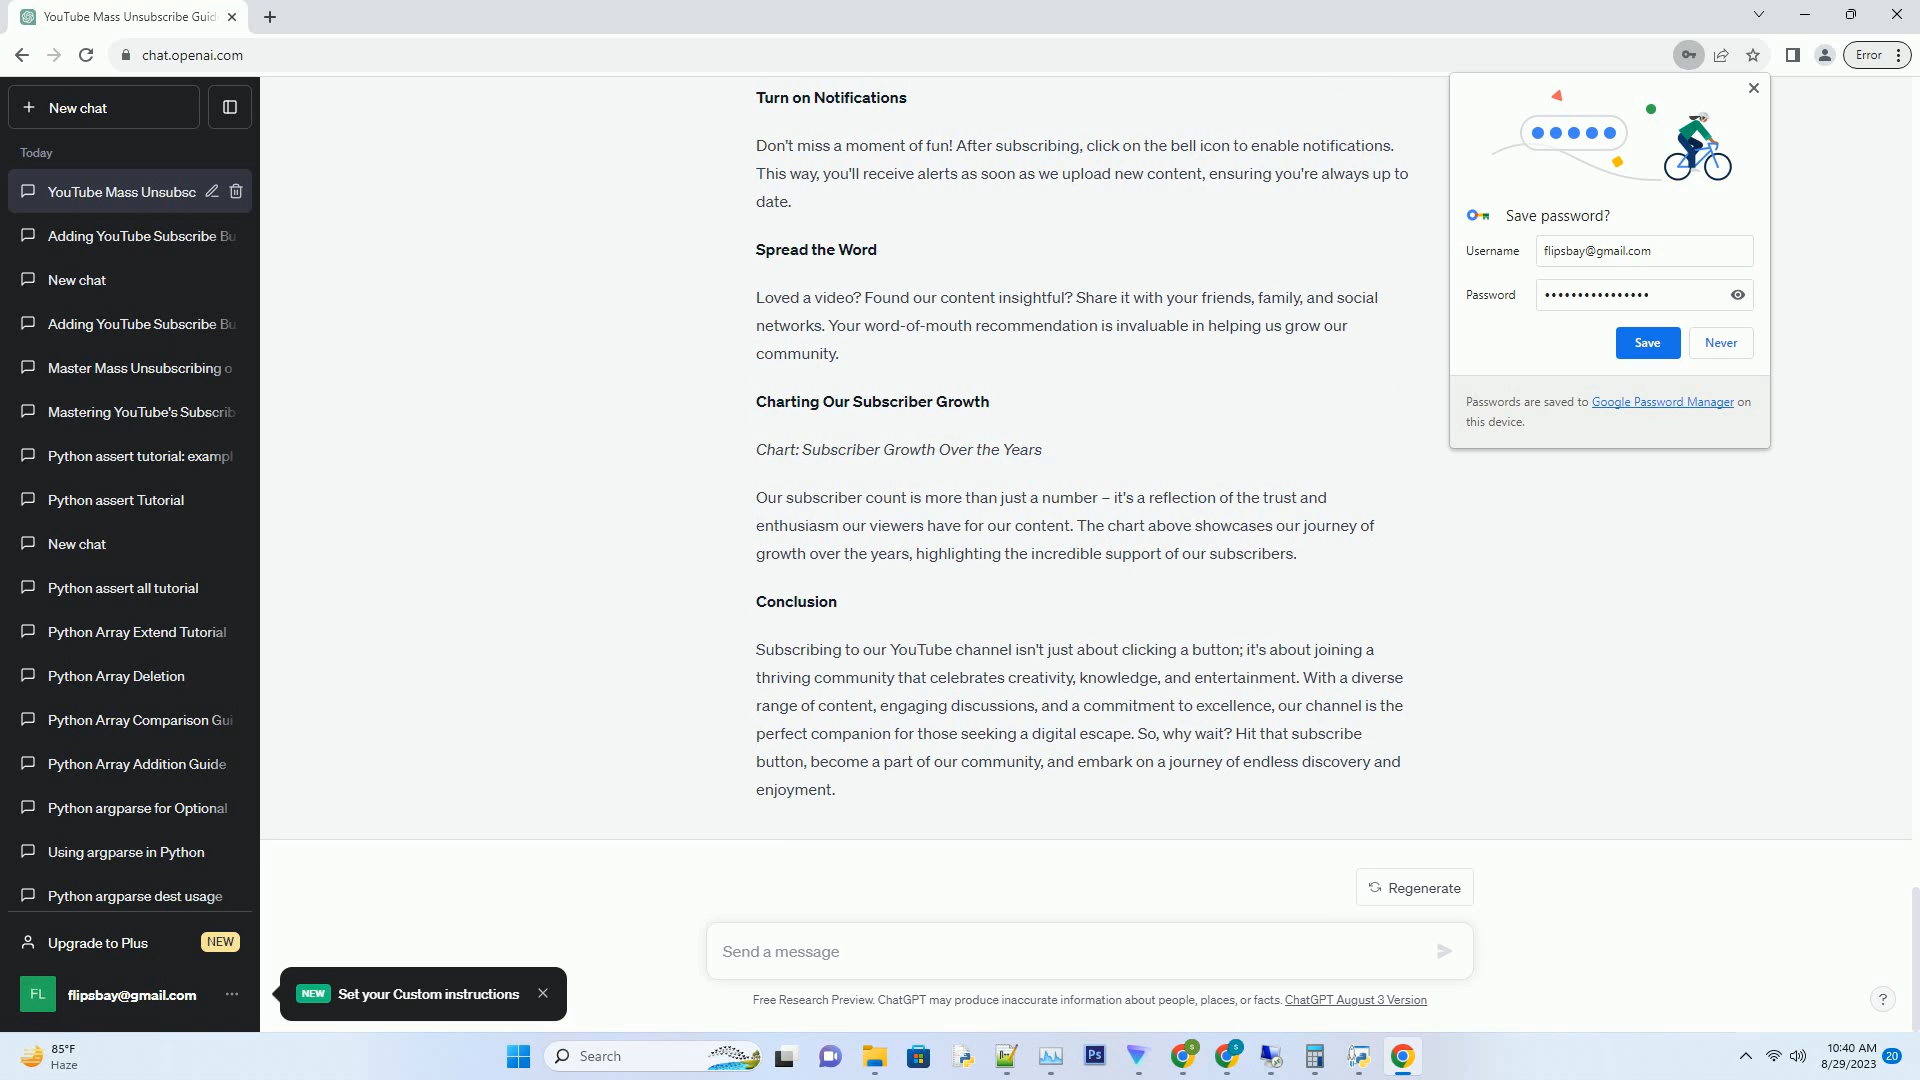 YouTube Mass Unsubscribe Guid
chat.openai.com
Error
New chat
Today
YouTube Mass Unsubsc
Adding YouTube Subscribe Bu
New chat
Adding YouTube Subscribe Bu
Master Mass Unsubscribing o
Mastering YouTube's Subscrib
Python assert tutorial: exampl
Python assert Tutorial
New chat
Python assert all tutorial
Python Array Extend Tutorial
Python Array Deletion
Python Array Comparison Gui
Python Array Addition Guide
Python argparse for Optional
Using argparse in Python
Python argparse dest usage
Upgrade to Plus
NEW
FL
flipsbay@gmail.com
Turn on Notifications
Don't miss a moment of fun! After subscribing, click on the bell icon to enable notifications.
This way, you'll receive alerts as soon as we upload new content, ensuring you're always up to
date.
Spread the Word
Loved a video? Found our content insightful? Share it with your friends, family, and social
networks. Your word-of-mouth recommendation is invaluable in helping us grow our
community.
Charting Our Subscriber Growth
Chart: Subscriber Growth Over the Years
Our subscriber count is more than just a number – it's a reflection of the trust and
enthusiasm our viewers have for our content. The chart above showcases our journey of
growth over the years, highlighting the incredible support of our subscribers.
Conclusion
Subscribing to our YouTube channel isn't just about clicking a button; it's about joining a
thriving community that celebrates creativity, knowledge, and entertainment. With a diverse
range of content, engaging discussions, and a commitment to excellence, our channel is the
perfect companion for those seeking a digital escape. So, why wait? Hit that subscribe
button, become a part of our community, and embark on a journey of endless discovery and
enjoyment.
Save password?
Username flipsbay@gmail.com
Password ••••••••••••••••
Save Never
Passwords are saved to Google Password Manager on
this device.
Regenerate
Send a message
NEW Set your Custom instructions
Free Research Preview. ChatGPT may produce inaccurate information about people, places, or facts. ChatGPT August 3 Version
?
85°F
Haze
Search
Ps
S
S
10:40 AM
8/29/2023
20